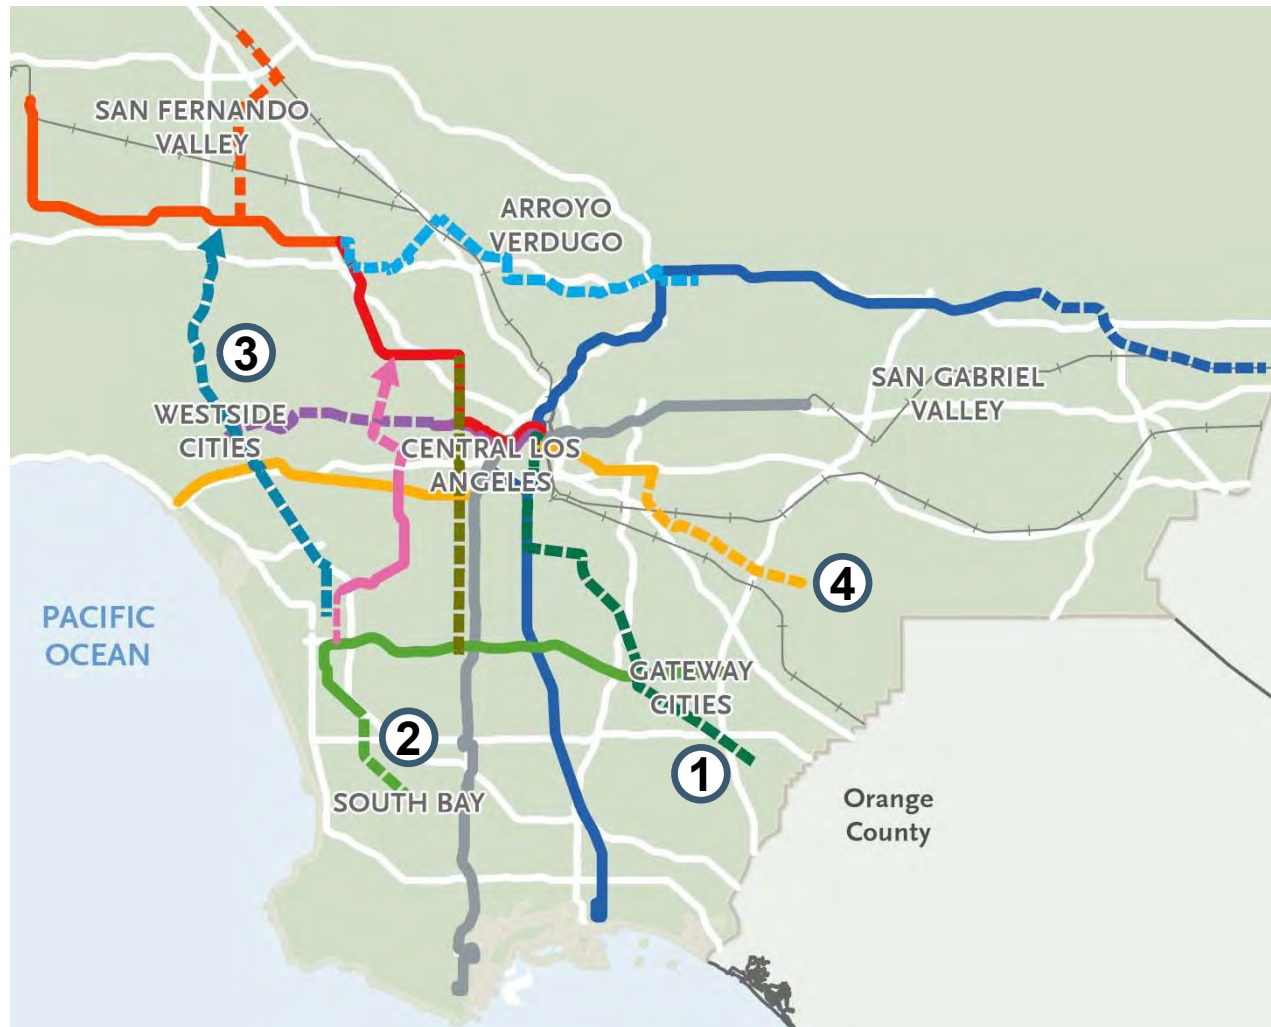 SAN FERNANDO
VALLEY
ARROYO
VERDUGO
3
SAN GABRIEL
VALLEY
WESTSIDE
CITIES
CENTRAL LOS
ANGELES
4
PACIFIC
OCEAN
GATEWAY
CITIES
2
1
SOUTH BAY
Orange
County